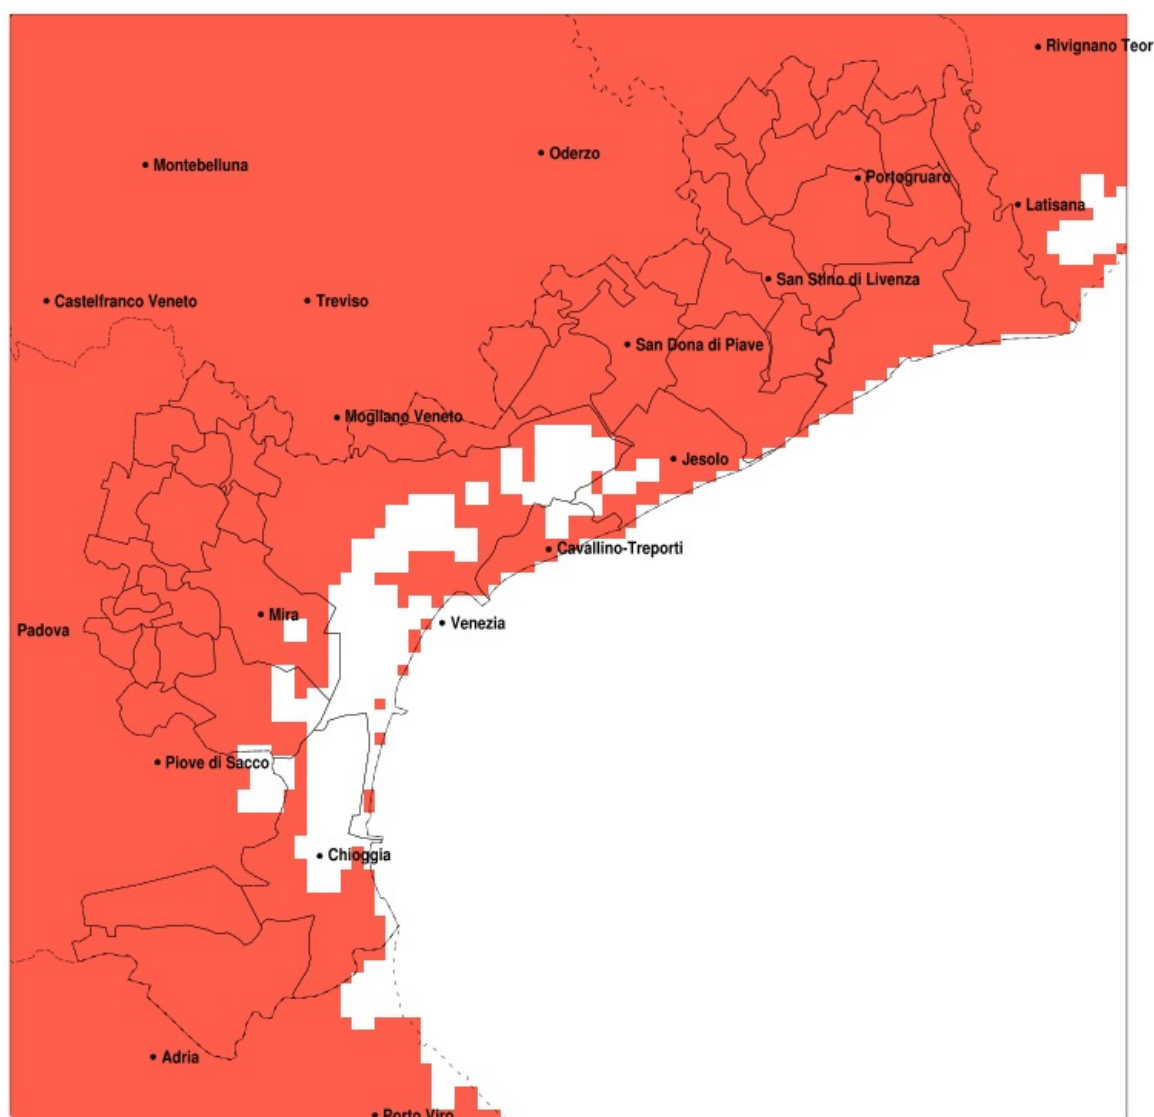 Rivignano Teor
Oderzo
Montebelluna
Portogruaro
Latisana
San Stino di Livenza
Castelfranco Veneto
Treviso
San Dona di Piave
Mogliano Veneto
Jesolo
Cavallino-Treporti
Mira
Venezia
Padova
Piove di Sacco
Chioggia
Adria
Porto Viro